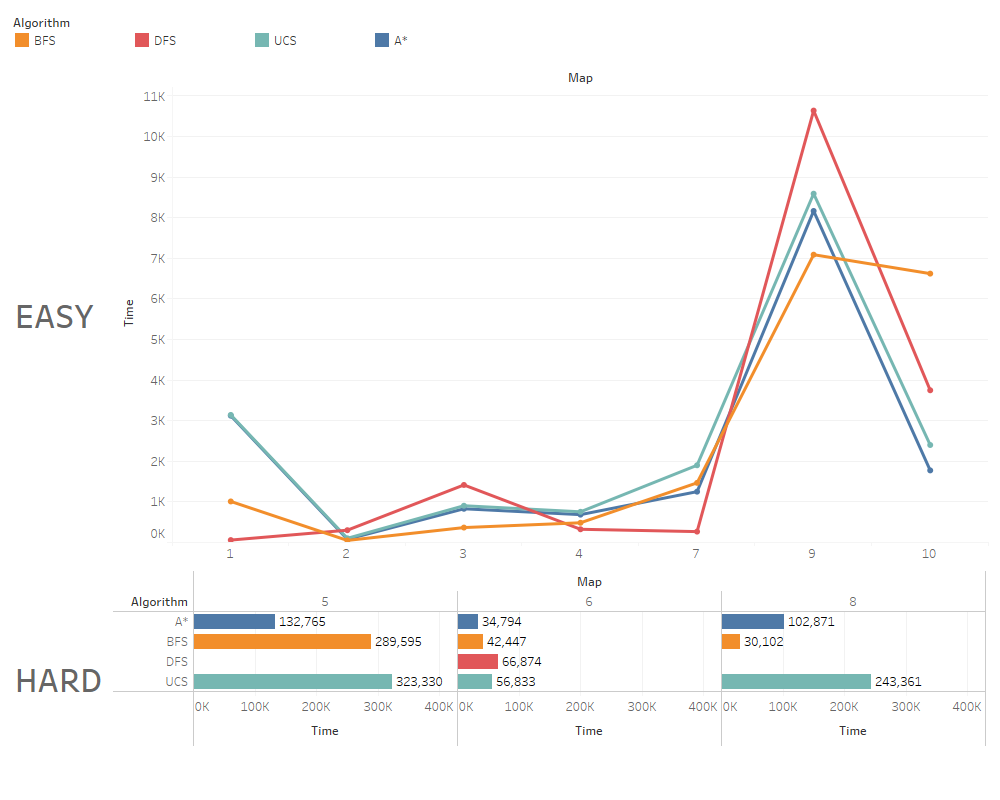 Algorithm
BFS DFS UCS A*
Map
11K
10K
9K
8K
7K
6K
5K
4K
3K
2K
1K
0K
Time
EASY
1 2 3 4 7 9 10
Map
Algorithm 5 6 8
A* 132,765 34,794 102,871
BFS 289,595 42,447 30,102
DFS 66,874
UCS 323,330 56,833 243,361
HARD
0K 100K 200K 300K 400K 0K 100K 200K 300K 400K 0K 100K 200K 300K 400K
Time Time Time